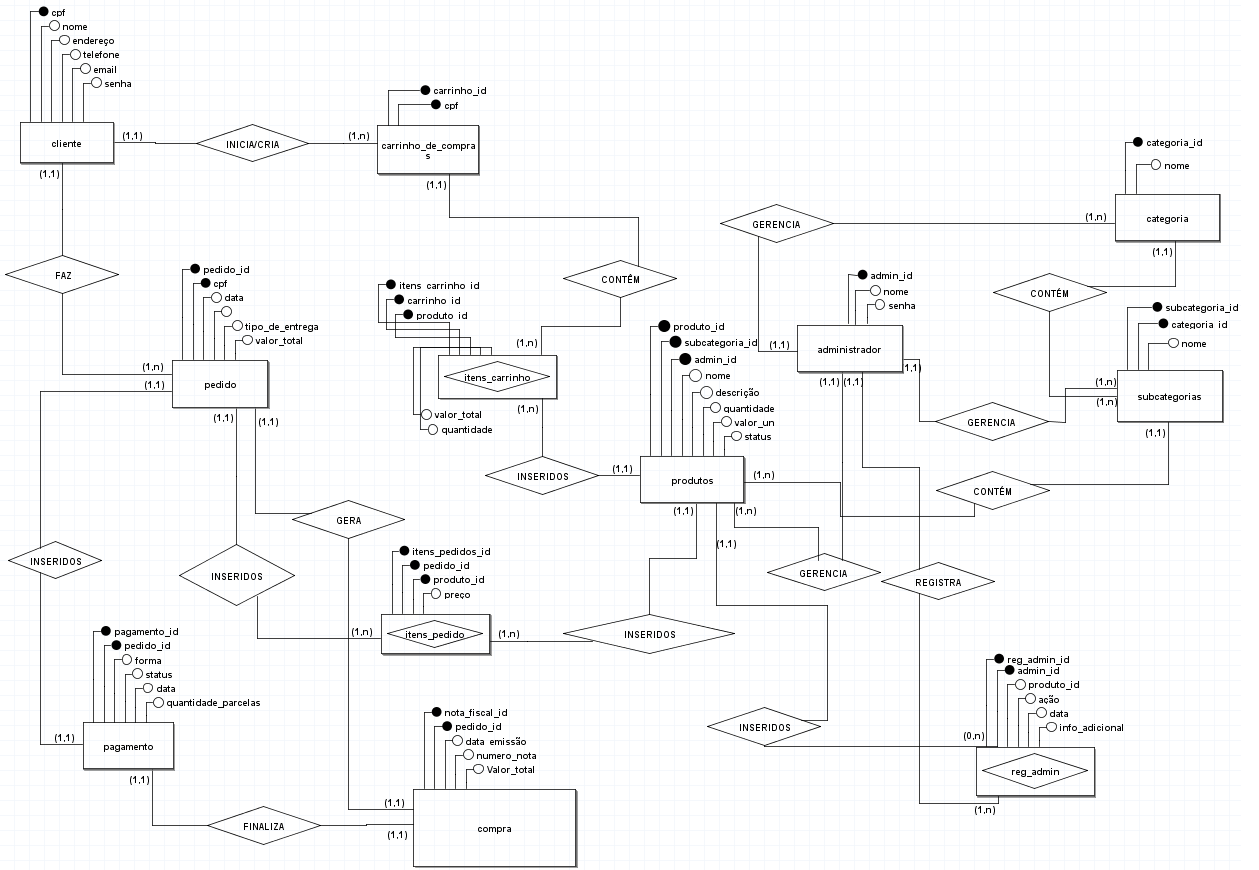 cpf
nome
endereço
telefone
email
senha
cliente
(1,1)
INICIA/CRIA
(1,n)
carrinho_id
cpf
carrinho_de_compra
s
(1,1)
(1,1)
FAZ
CONTÉM
categoria_id
nome
categoria
(1,n)
GERENCIA
(1,1)
CONTÉM
admin_id
nome
senha
administrador
(1,1)
(1,1)
(1,1)
(1,1)
subcategoria_id
categoria_id
nome
subcategorias
(1,n)
(1,n)
GERENCIA
(1,1)
CONTÉM
pedido_id
cpf
data
tipo_de_entrega
valor_total
pedido
(1,n)
(1,1)
(1,1)
(1,1)
itens_carrinho_id
carrinho_id
produto_id
(1,n)
itens_carrinho
valor_total
quantidade
(1,n)
INSERIDOS
(1,1)
produto_id
subcategoria_id
admin_id
nome
descrição
quantidade
valor_un
status
produtos
(1,n)
(1,1)
(1,n)
(1,1)
GERENCIA
REGISTRA
GERA
INSERIDOS
INSERIDOS
itens_pedidos_id
pedido_id
produto_id
preço
itens_pedido
(1,n)
(1,n)
INSERIDOS
pagamento_id
pedido_id
forma
status
data
quantidade_parcelas
pagamento
(1,1)
(1,1)
FINALIZA
nota_fiscal_id
pedido_id
data_emissão
numero_nota
Valor_total
compra
(1,1)
(1,1)
INSERIDOS
reg_admin_id
admin_id
produto_id
ação
data
info_adicional
(0,n)
reg_admin
(1,n)